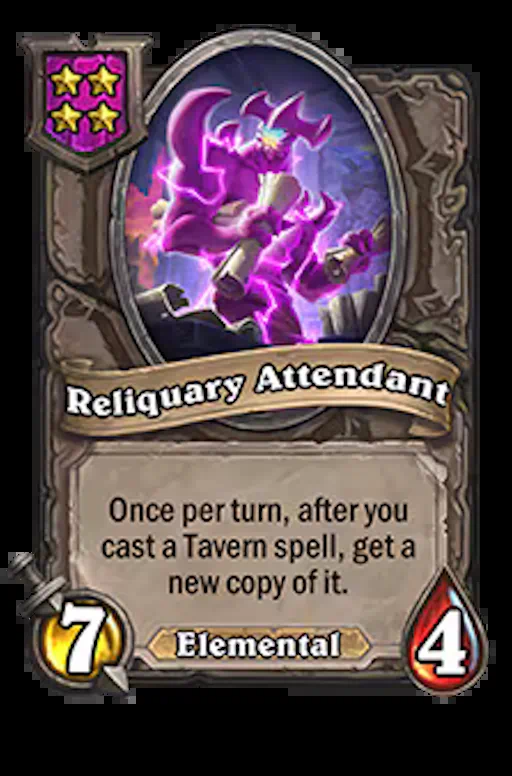 Reliquary Attendant
Once per turn, after you
cast a Tavern spell, get a
new copy of it.
7
Elemental
4